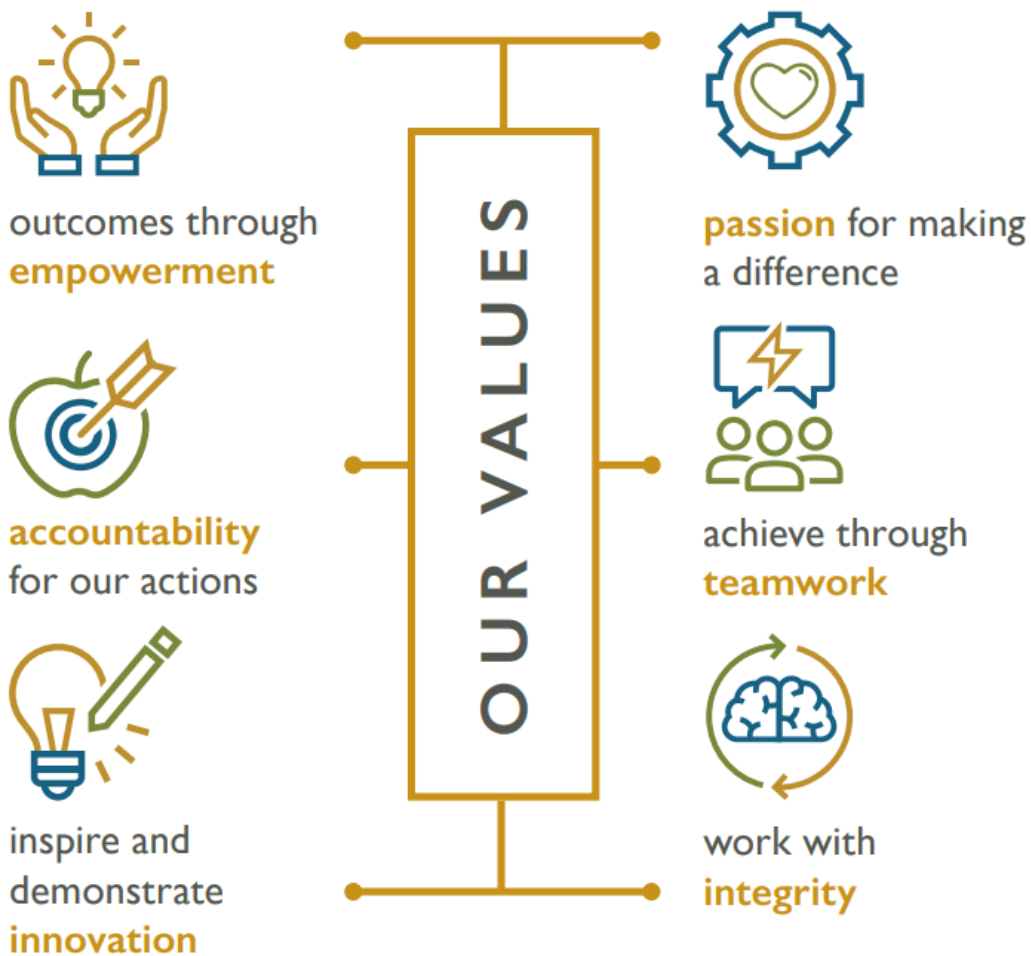 outcomes through
empowerment
accountability
for our actions
inspire and
demonstrate
innovation
OUR VALUES
passion for making
a difference
achieve through
teamwork
work with
integrity